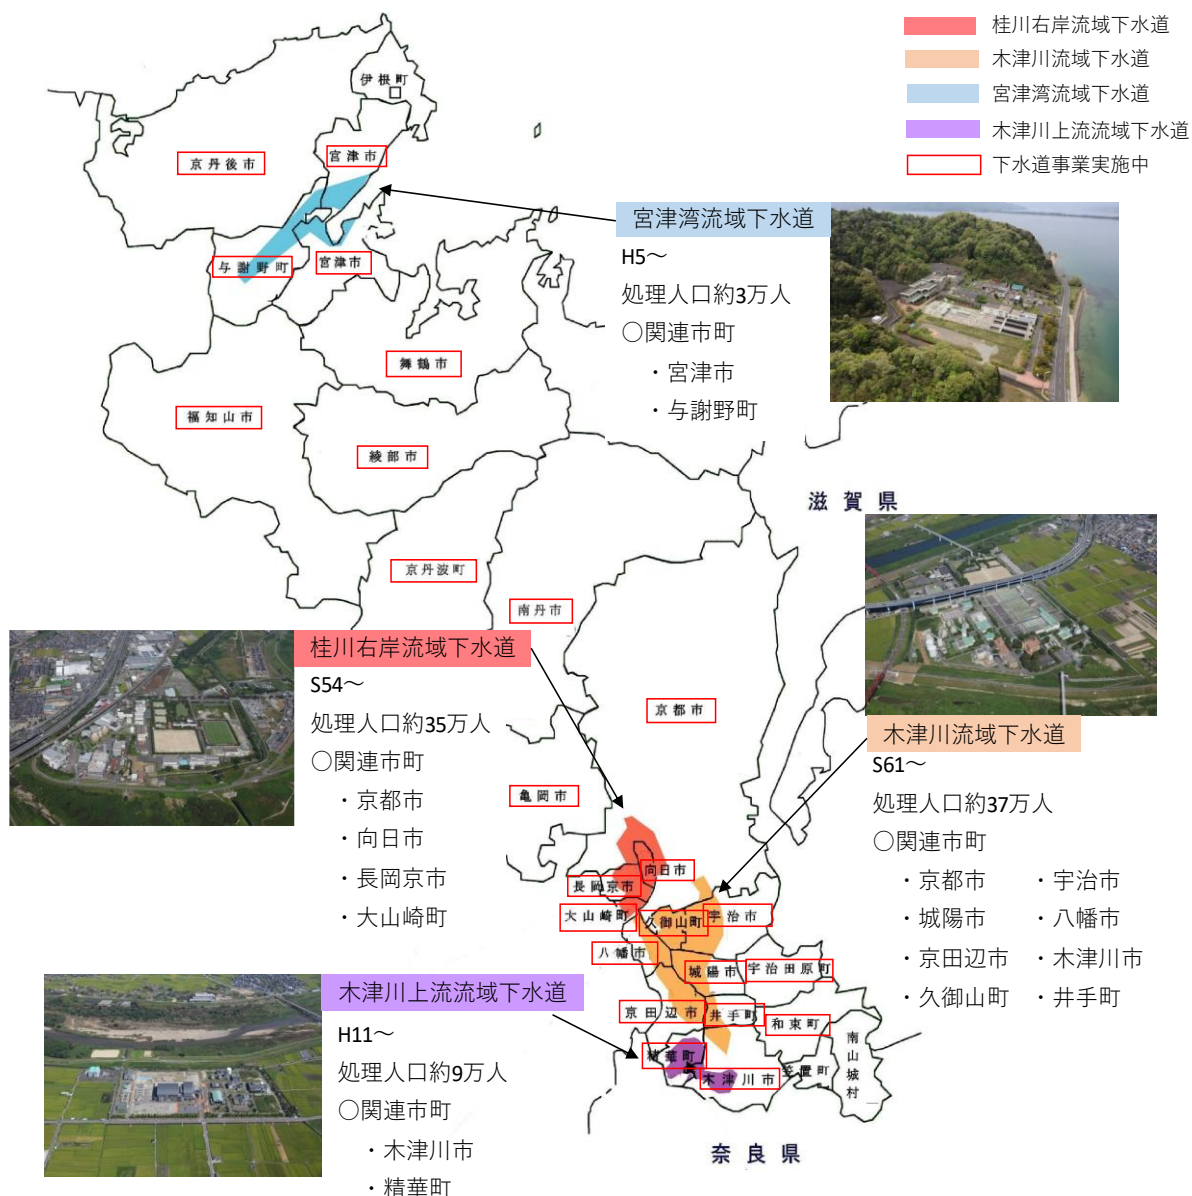 桂川右岸流域下水道
木津川流域下水道
宮津湾流域下水道
木津川上流流域下水道
下水道事業実施中
伊根町
京丹後市
宮津市
宮津湾流域下水道
H5～
処理人口約3万人
○関連市町
・宮津市
・与謝野町
与謝野町
宮津市
舞鶴市
福知山市
綾部市
滋賀県
京丹波町
南丹市
桂川右岸流域下水道
S54～
処理人口約35万人
○関連市町
・京都市
・向日市
・長岡京市
・大山崎町
京都市
亀岡市
木津川流域下水道
S61～
処理人口約37万人
○関連市町
・京都市 ・宇治市
・城陽市 ・八幡市
・京田辺市 ・木津川市
・久御山町 ・井手町
向日市
長岡京市
大山崎町
久御山町
宇治市
八幡市
城陽市
宇治田原町
京田辺市
井手町
和束町
精華町
木津川市
笠置町
南山城村
木津川上流流域下水道
H11～
処理人口約9万人
○関連市町
・木津川市
・精華町
奈良県